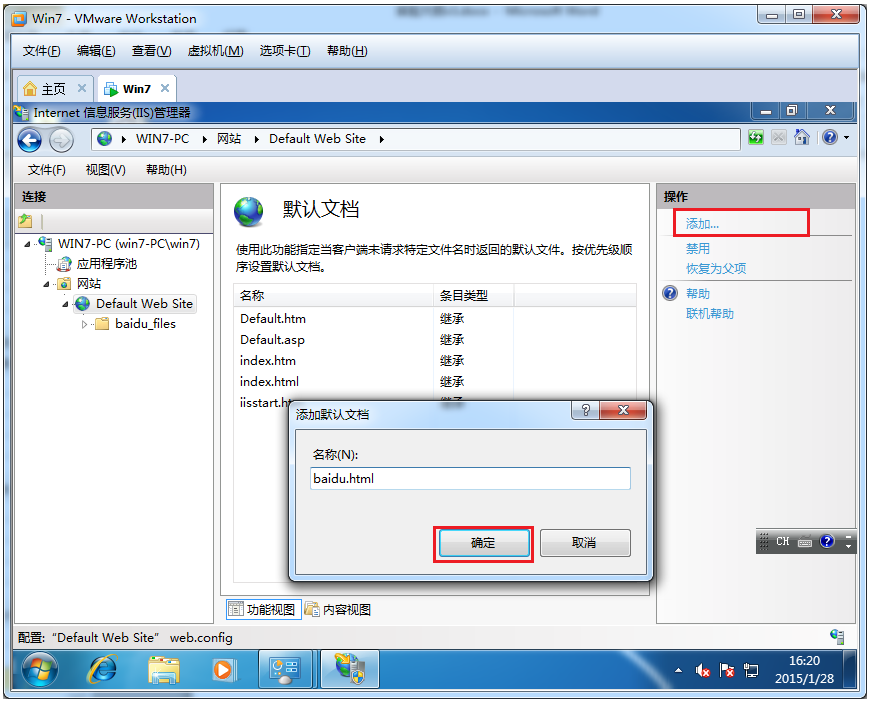 Win7 - VMware Workstation
文件(F) 编辑(E) 查看(V) 虚拟机(M) 选项卡(T) 帮助(H)
主页 Win7
Internet 信息服务(IIS)管理器
WIN7-PC 网站 Default Web Site
文件(F) 视图(V) 帮助(H)
连接
WIN7-PC (win7-PC\win7)
应用程序池
网站
Default Web Site
baidu_files
默认文档
使用此功能指定当客户端未请求特定文件名时返回的默认文件。按优先级顺
序设置默认文档。
名称 条目类型
Default.htm 继承
Default.asp 继承
index.htm 继承
index.html 继承
iisstart.ht 继承
添加默认文档
名称(N):
baidu.html
确定 取消
功能视图 内容视图
操作
添加...
禁用
恢复为父项
帮助
联机帮助
CH
配置: "Default Web Site" web.config
16:20
2015/1/28